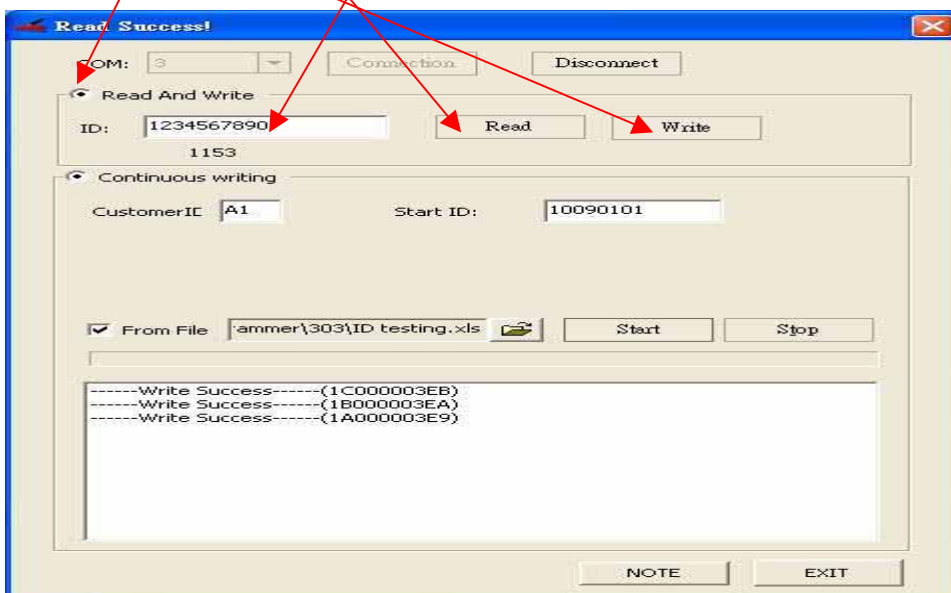 Read Success!
COM: 3 Connection Disconnect
Read And Write
ID: 1234567890 Read Write
1153
Continuous writing
CustomerID A1 Start ID: 10090101
From File ammer\303\ID testing.xls Start Stop
------Write Success------(1C000003EB)
------Write Success------(1B000003EA)
------Write Success------(1A000003E9)
NOTE EXIT